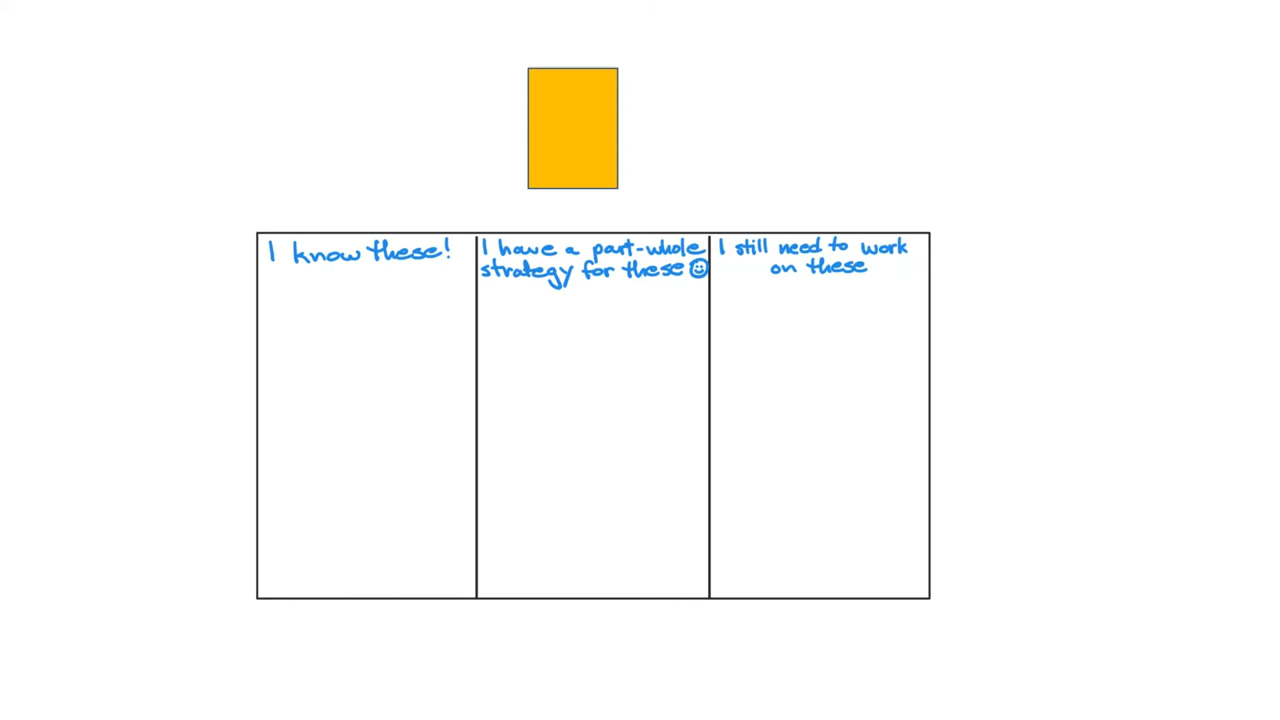 I know these!
I have a part-whole
strategy for these ☺
I still need to work
on these